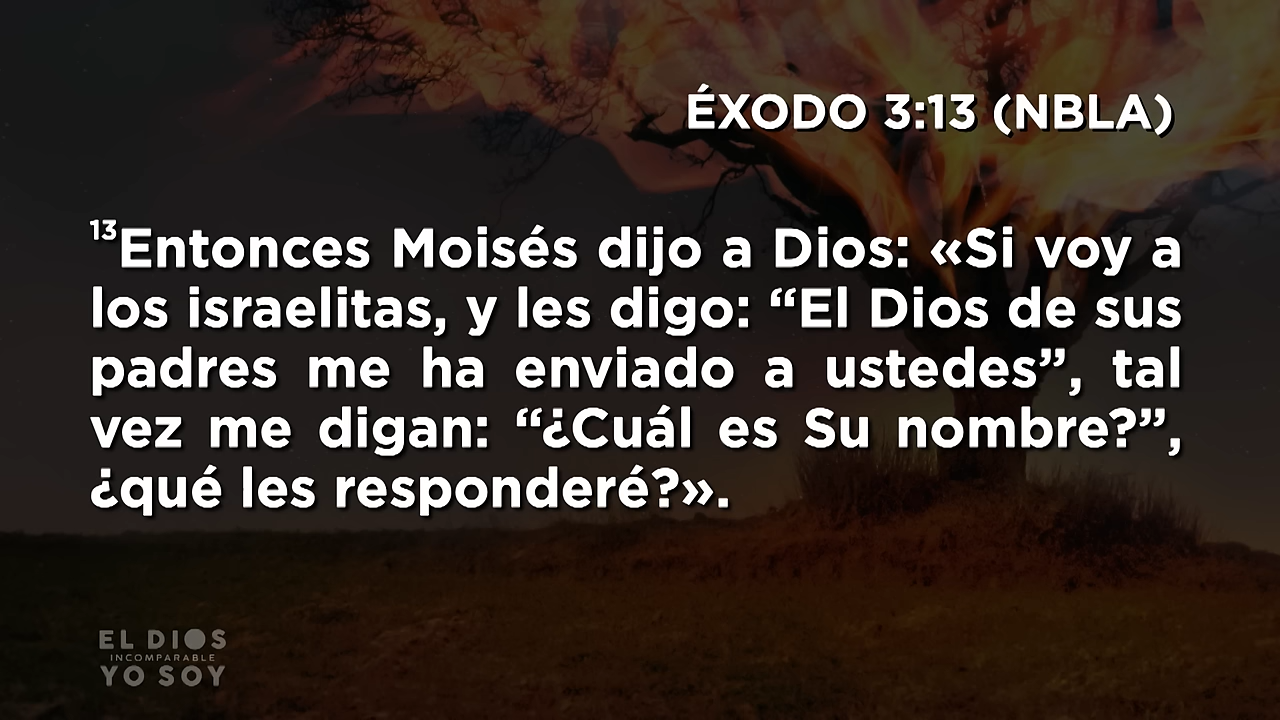 ÉXODO 3:13 (NBLA)
13Entonces Moisés dijo a Dios: «Si voy a
los israelitas, y les digo: “El Dios de sus
padres me ha enviado a ustedes”, tal
vez me digan: “¿Cuál es Su nombre?”,
¿qué les responderé?».
EL DIOS
INCOMPARABLE
YO SOY